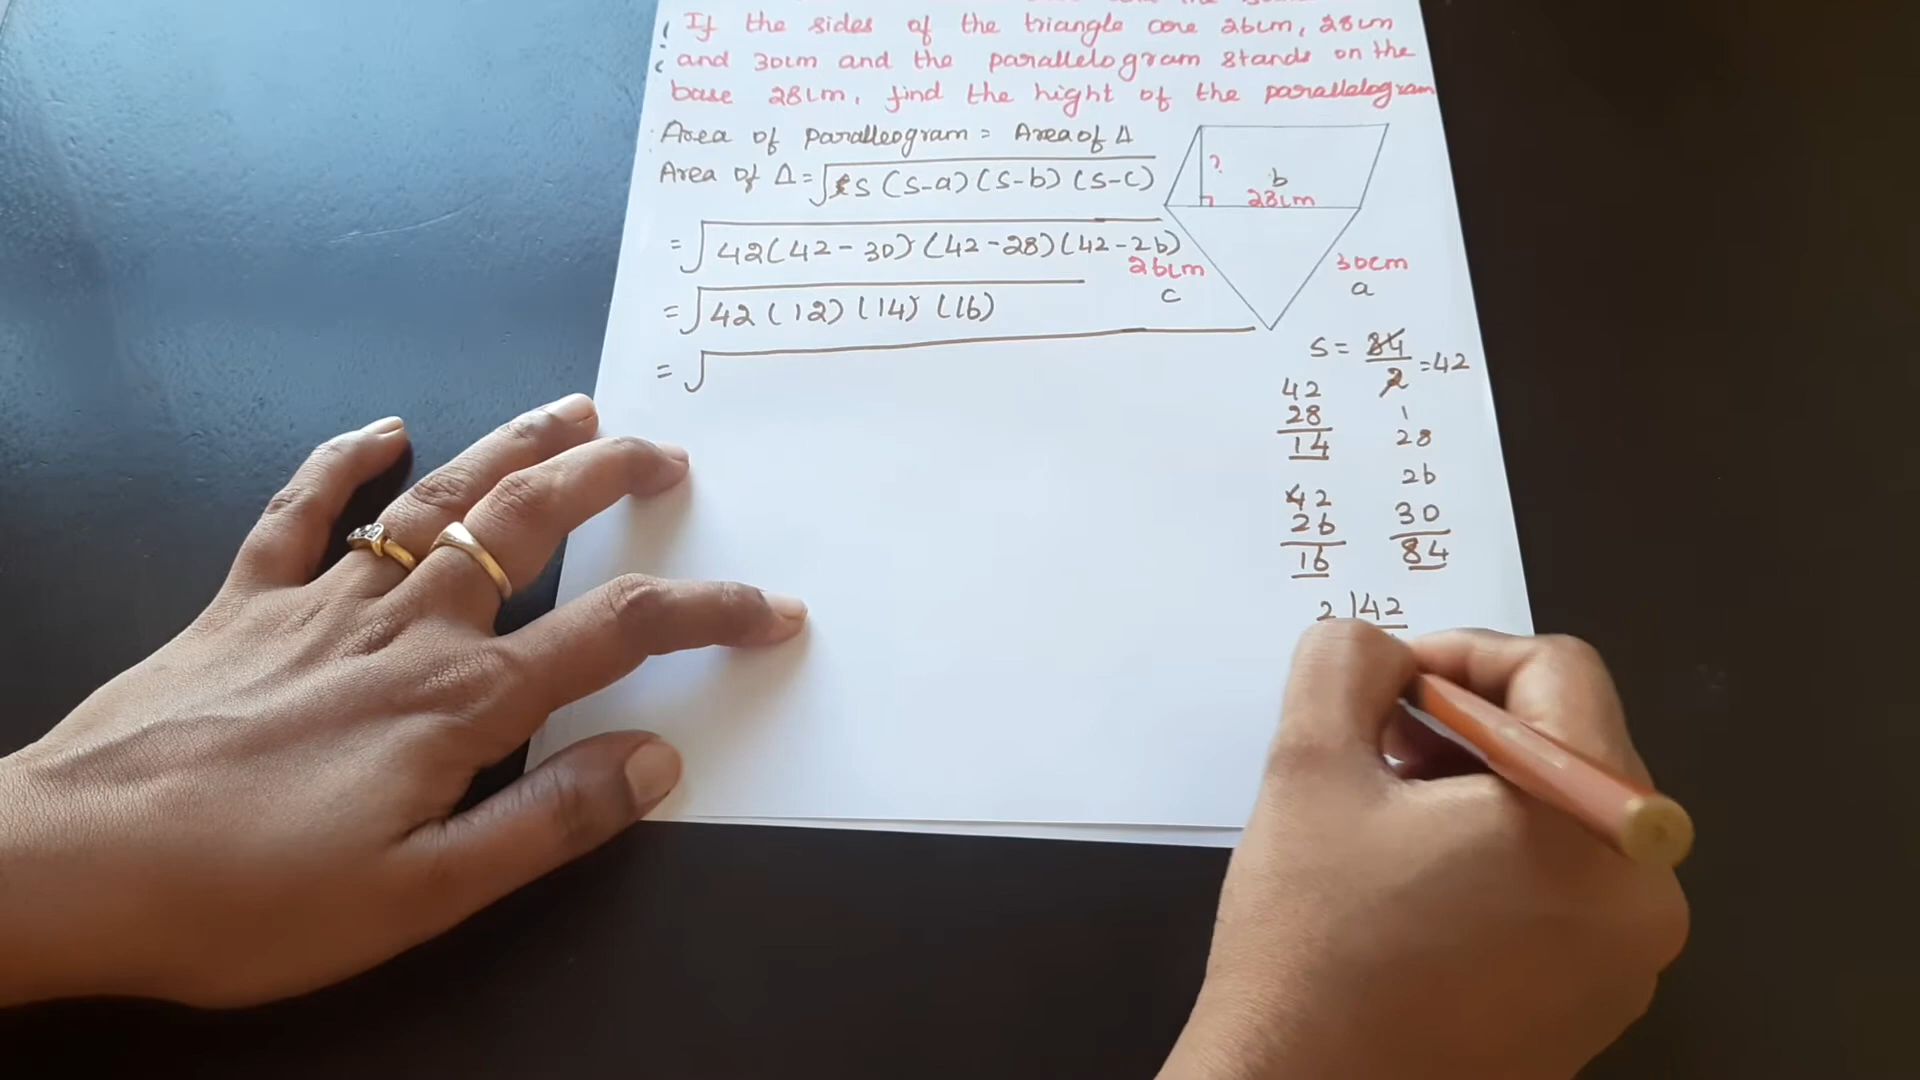 If the sides of the triangle are 26cm, 28cm
and 30cm and the parallelogram stands on the
base 28cm, find the hight of the parallelogram
Area of paralleogram = Area of Δ
Area of Δ = √s(s-a)(s-b)(s-c)
= √42(42-30)(42-28)(42-26)
= √42(12)(14)(16)
= √
?
b
28cm
26cm
c
30cm
a
S = 84/2 = 42
42
28
14
42
26
16
1
28
26
30
84
2|42